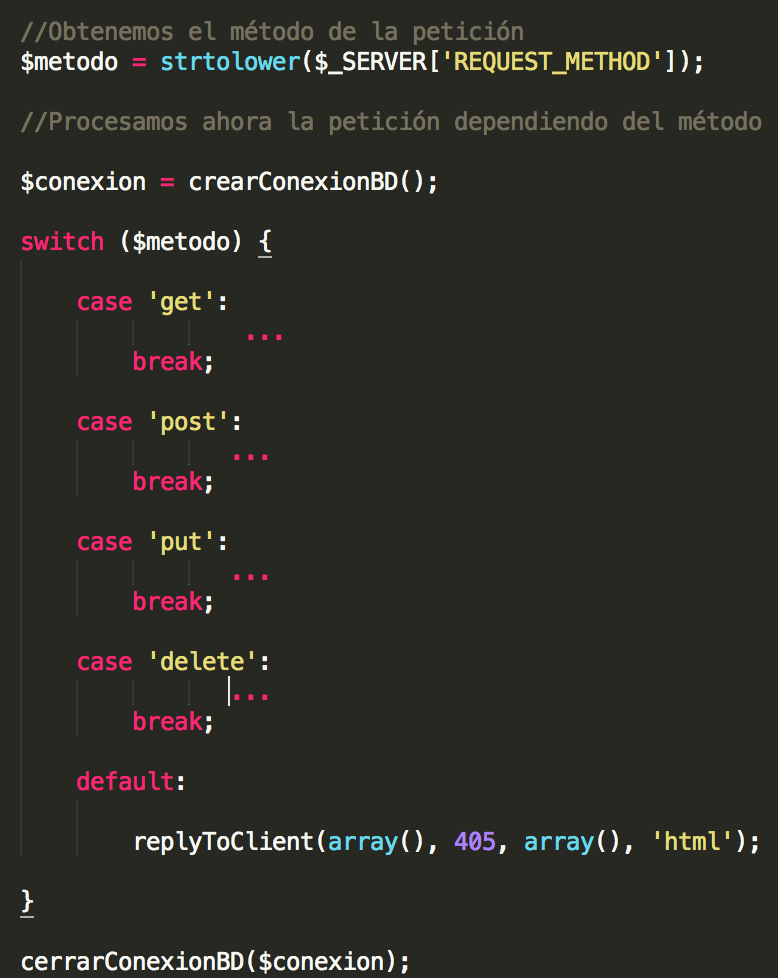 //Obtenemos el método de la petición
$metodo = strtolower($_SERVER['REQUEST_METHOD']);
//Procesamos ahora la petición dependiendo del método
$conexion = crearConexionBD();
switch ($metodo) {
case 'get':
...
break;
case 'post':
...
break;
case 'put':
...
break;
case 'delete':
...
break;
default:
replyToClient(array(), 405, array(), 'html');
}
cerrarConexionBD($conexion);